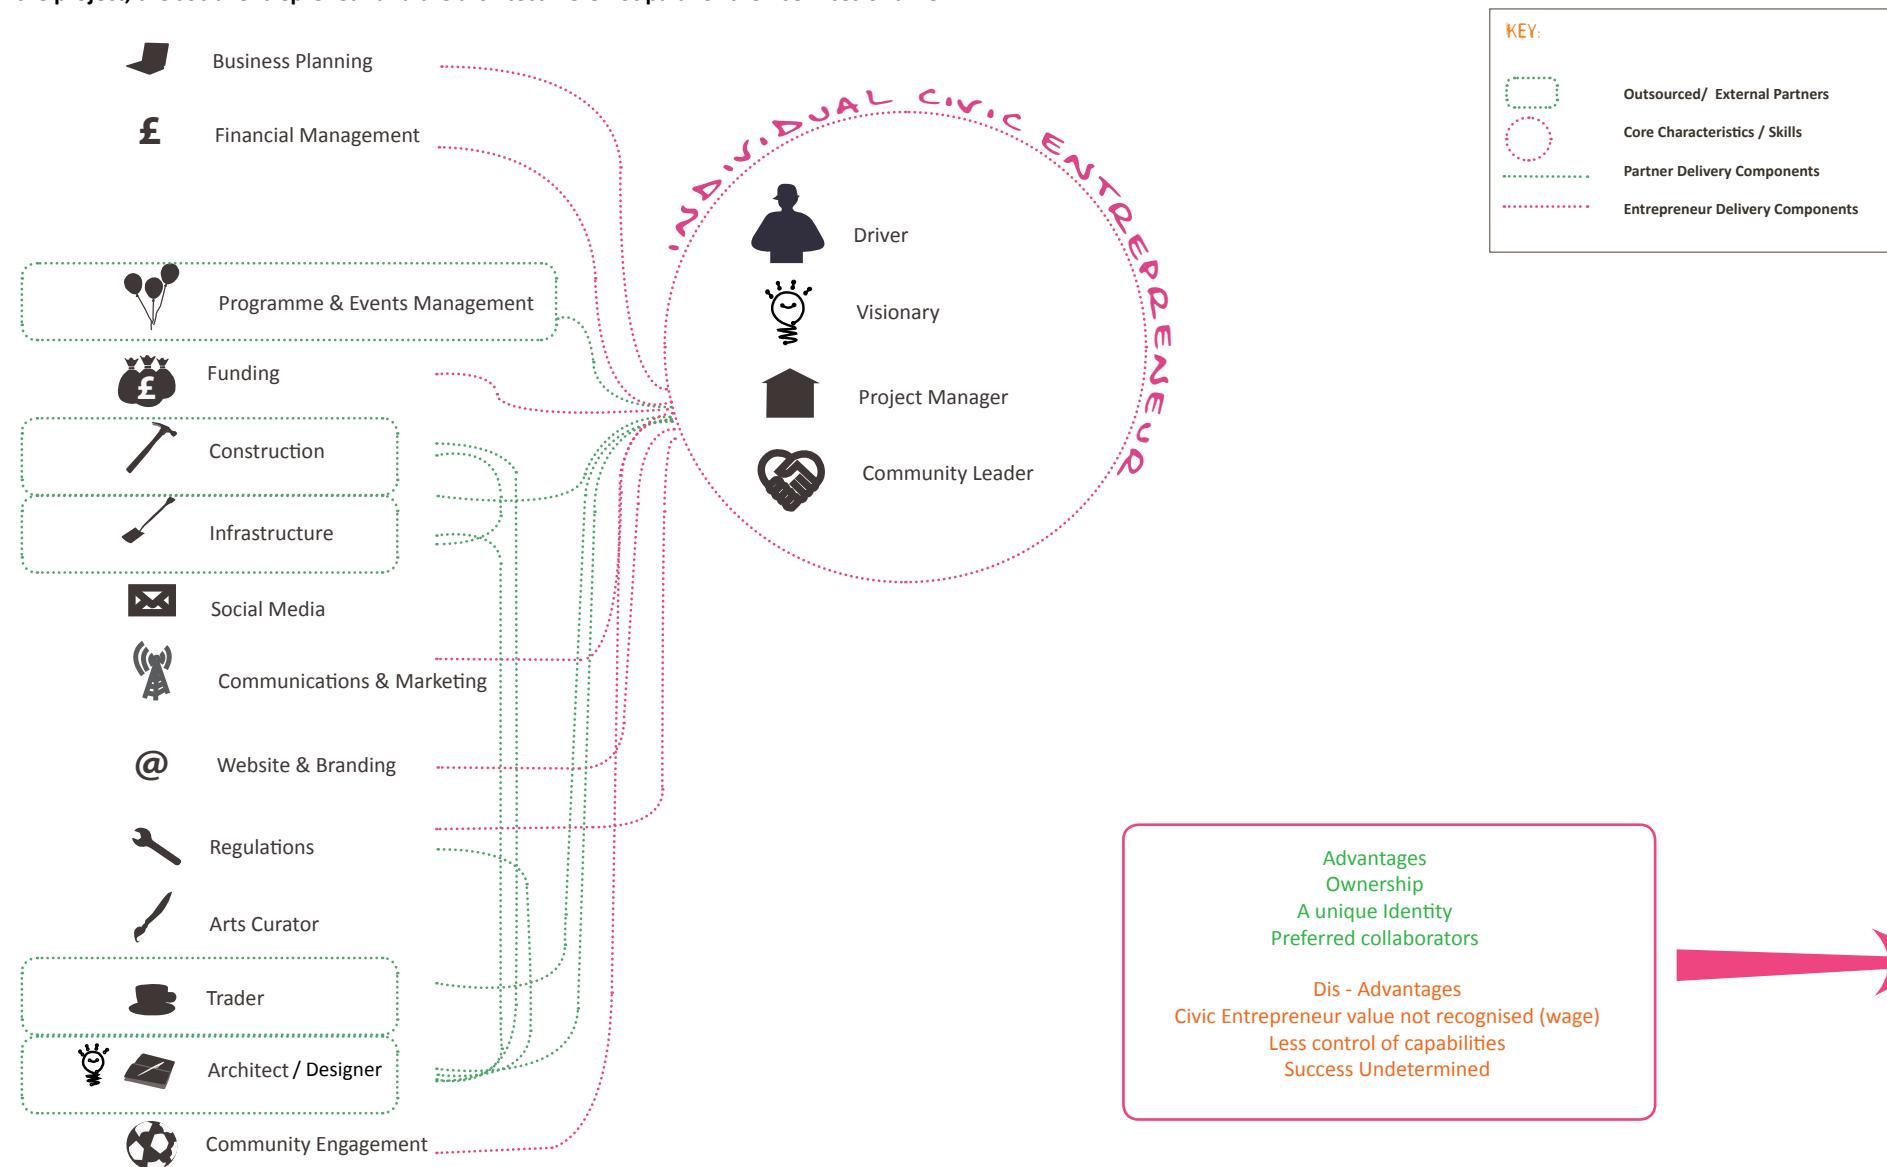 Business Planning
£
Financial Management
Programme & Events Management
£
Funding
Construction
Infrastructure
Social Media
Communications & Marketing
@
Website & Branding
Regulations
Arts Curator
Trader
Architect / Designer
Community Engagement
INDIVIDUAL CIVIC ENTREPRENEUR
Driver
Visionary
Project Manager
Community Leader
KEY:
Outsourced/ External Partners
Core Characteristics / Skills
Partner Delivery Components
Entrepreneur Delivery Components
Advantages
Ownership
A unique Identity
Preferred collaborators
Dis - Advantages
Civic Entrepreneur value not recognised (wage)
Less control of capabilities
Success Undetermined